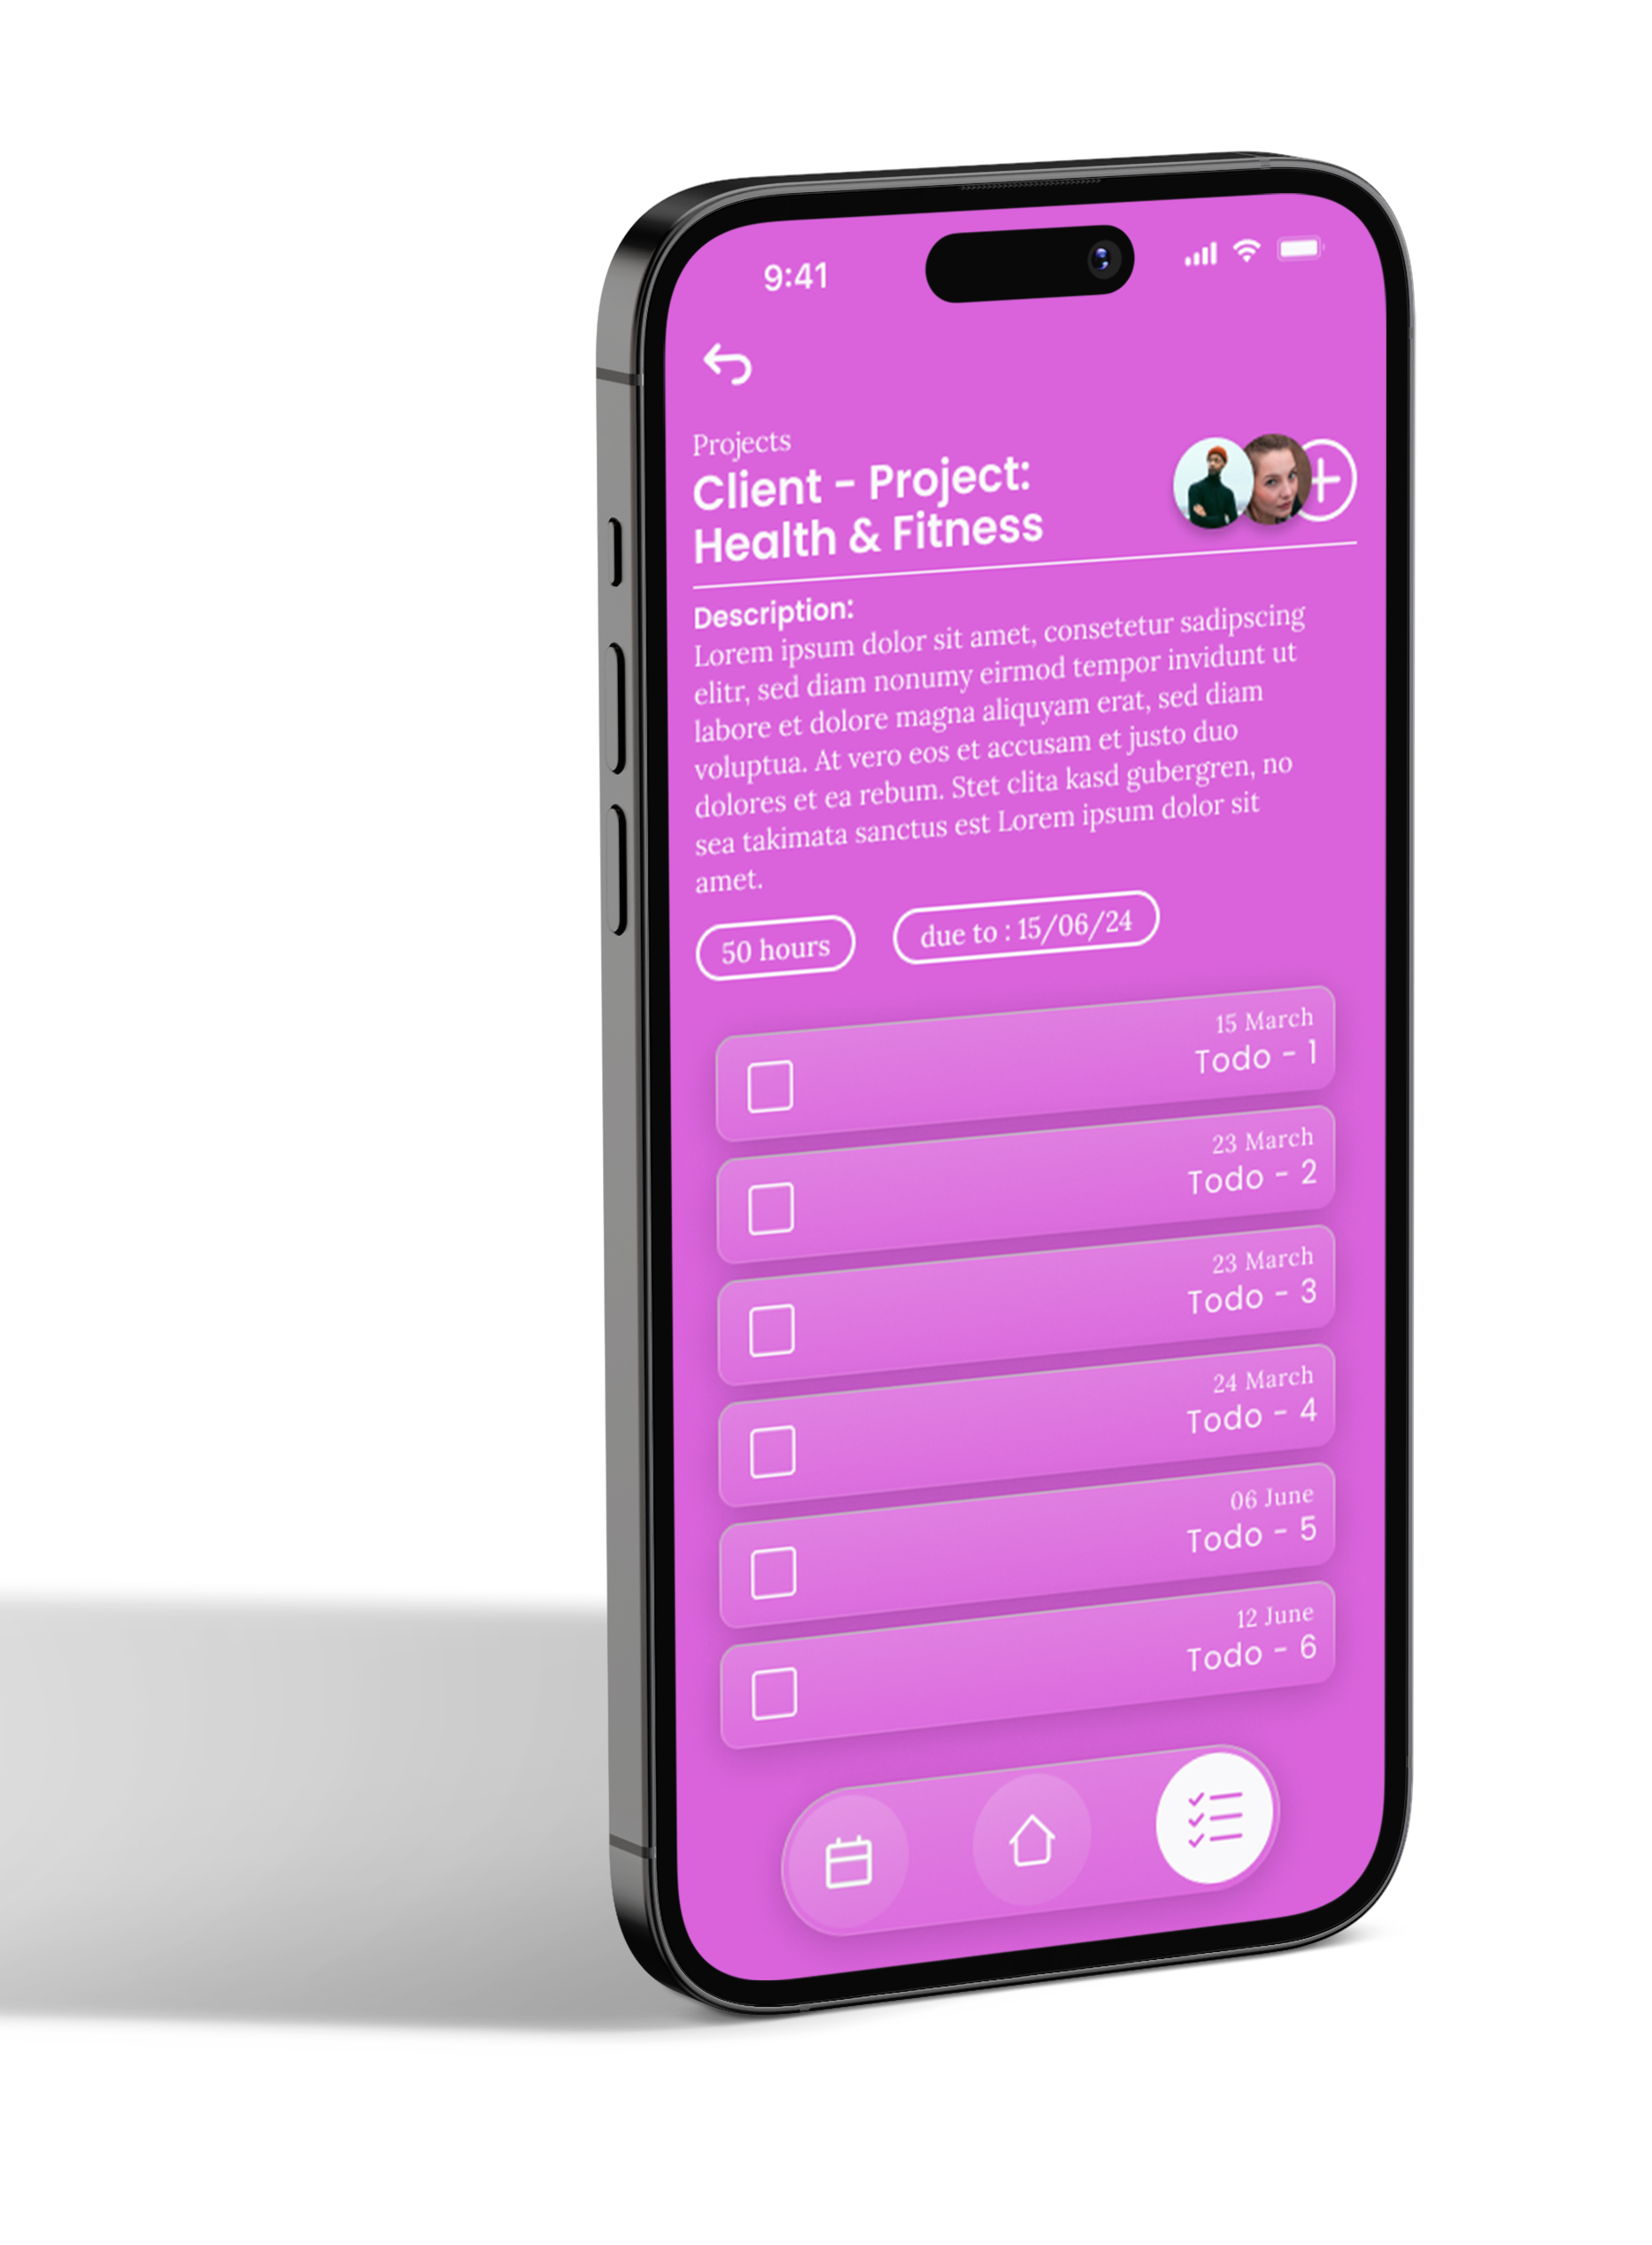 9:41
Projects
Client - Project:
Health & Fitness
Description:
Lorem ipsum dolor sit amet, consetetur sadipscing
elitr, sed diam nonumy eirmod tempor invidunt ut
labore et dolore magna aliquyam erat, sed diam
voluptua. At vero eos et accusam et justo duo
dolores et ea rebum. Stet clita kasd gubergren, no
sea takimata sanctus est Lorem ipsum dolor sit
amet.
50 hours
due to : 15/06/24
15 March
Todo - 1
23 March
Todo - 2
23 March
Todo - 3
24 March
Todo - 4
06 June
Todo - 5
12 June
Todo - 6